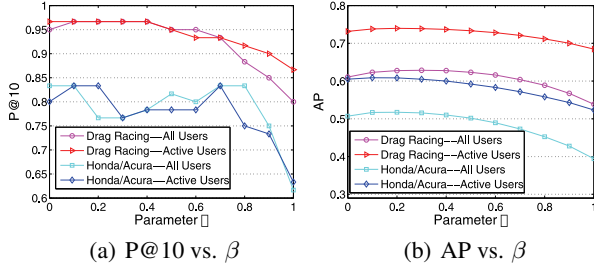 1
0.95
0.9
0.85
0.8
0.75
0.7
0.65
0.6
P@10
0
0.2
0.4
0.6
0.8
1
Parameter □
Drag Racing—All Users
Drag Racing—Active Users
Honda/Acura—All Users
Honda/Acura—Active Users
(a) P@10 vs. β
0.8
0.7
0.6
0.5
0.4
0.3
AP
0
0.2
0.4
0.6
0.8
1
Parameter □
Drag Racing--All Users
Drag Racing--Active Users
Honda/Acura--All Users
Honda/Acura--Active Users
(b) AP vs. β